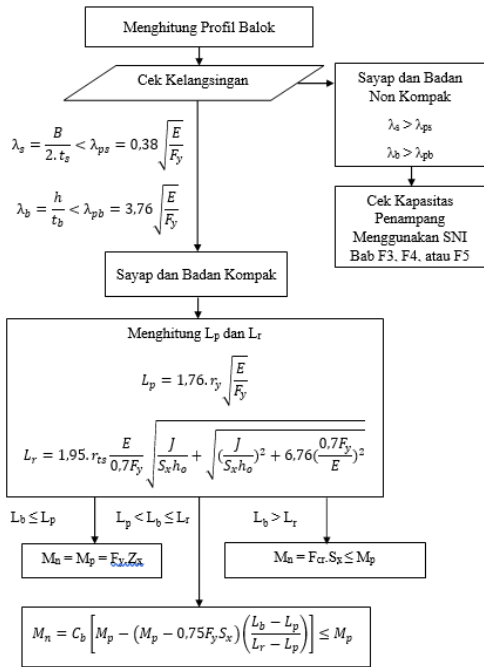 Menghitung Profil Balok
Cek Kelangsingan
Sayap dan Badan
Non Kompak
λs > λps
λb > λpb
λs = B / 2.ts < λps = 0,38 √(E / Fy)
λb = h / tb < λpb = 3,76 √(E / Fy)
Cek Kapasitas
Penampang
Menggunakan SNI
Bab F3, F4, atau F5
Sayap dan Badan Kompak
Menghitung Lp dan Lr
Lp = 1,76. ry √(E / Fy)
Lr = 1,95. rts E / 0,7Fy √(J / Sxho + √((J / Sxho)² + 6,76(0,7Fy / E)²))
Lb ≤ Lp
Lp < Lb ≤ Lr
Lb > Lr
Mn = Mp = Fy.Zx
Mn = Fcr.Sx ≤ Mp
Mn = Cb [Mp − (Mp − 0,75FySx) ((Lb − Lp) / (Lr − Lp))] ≤ Mp